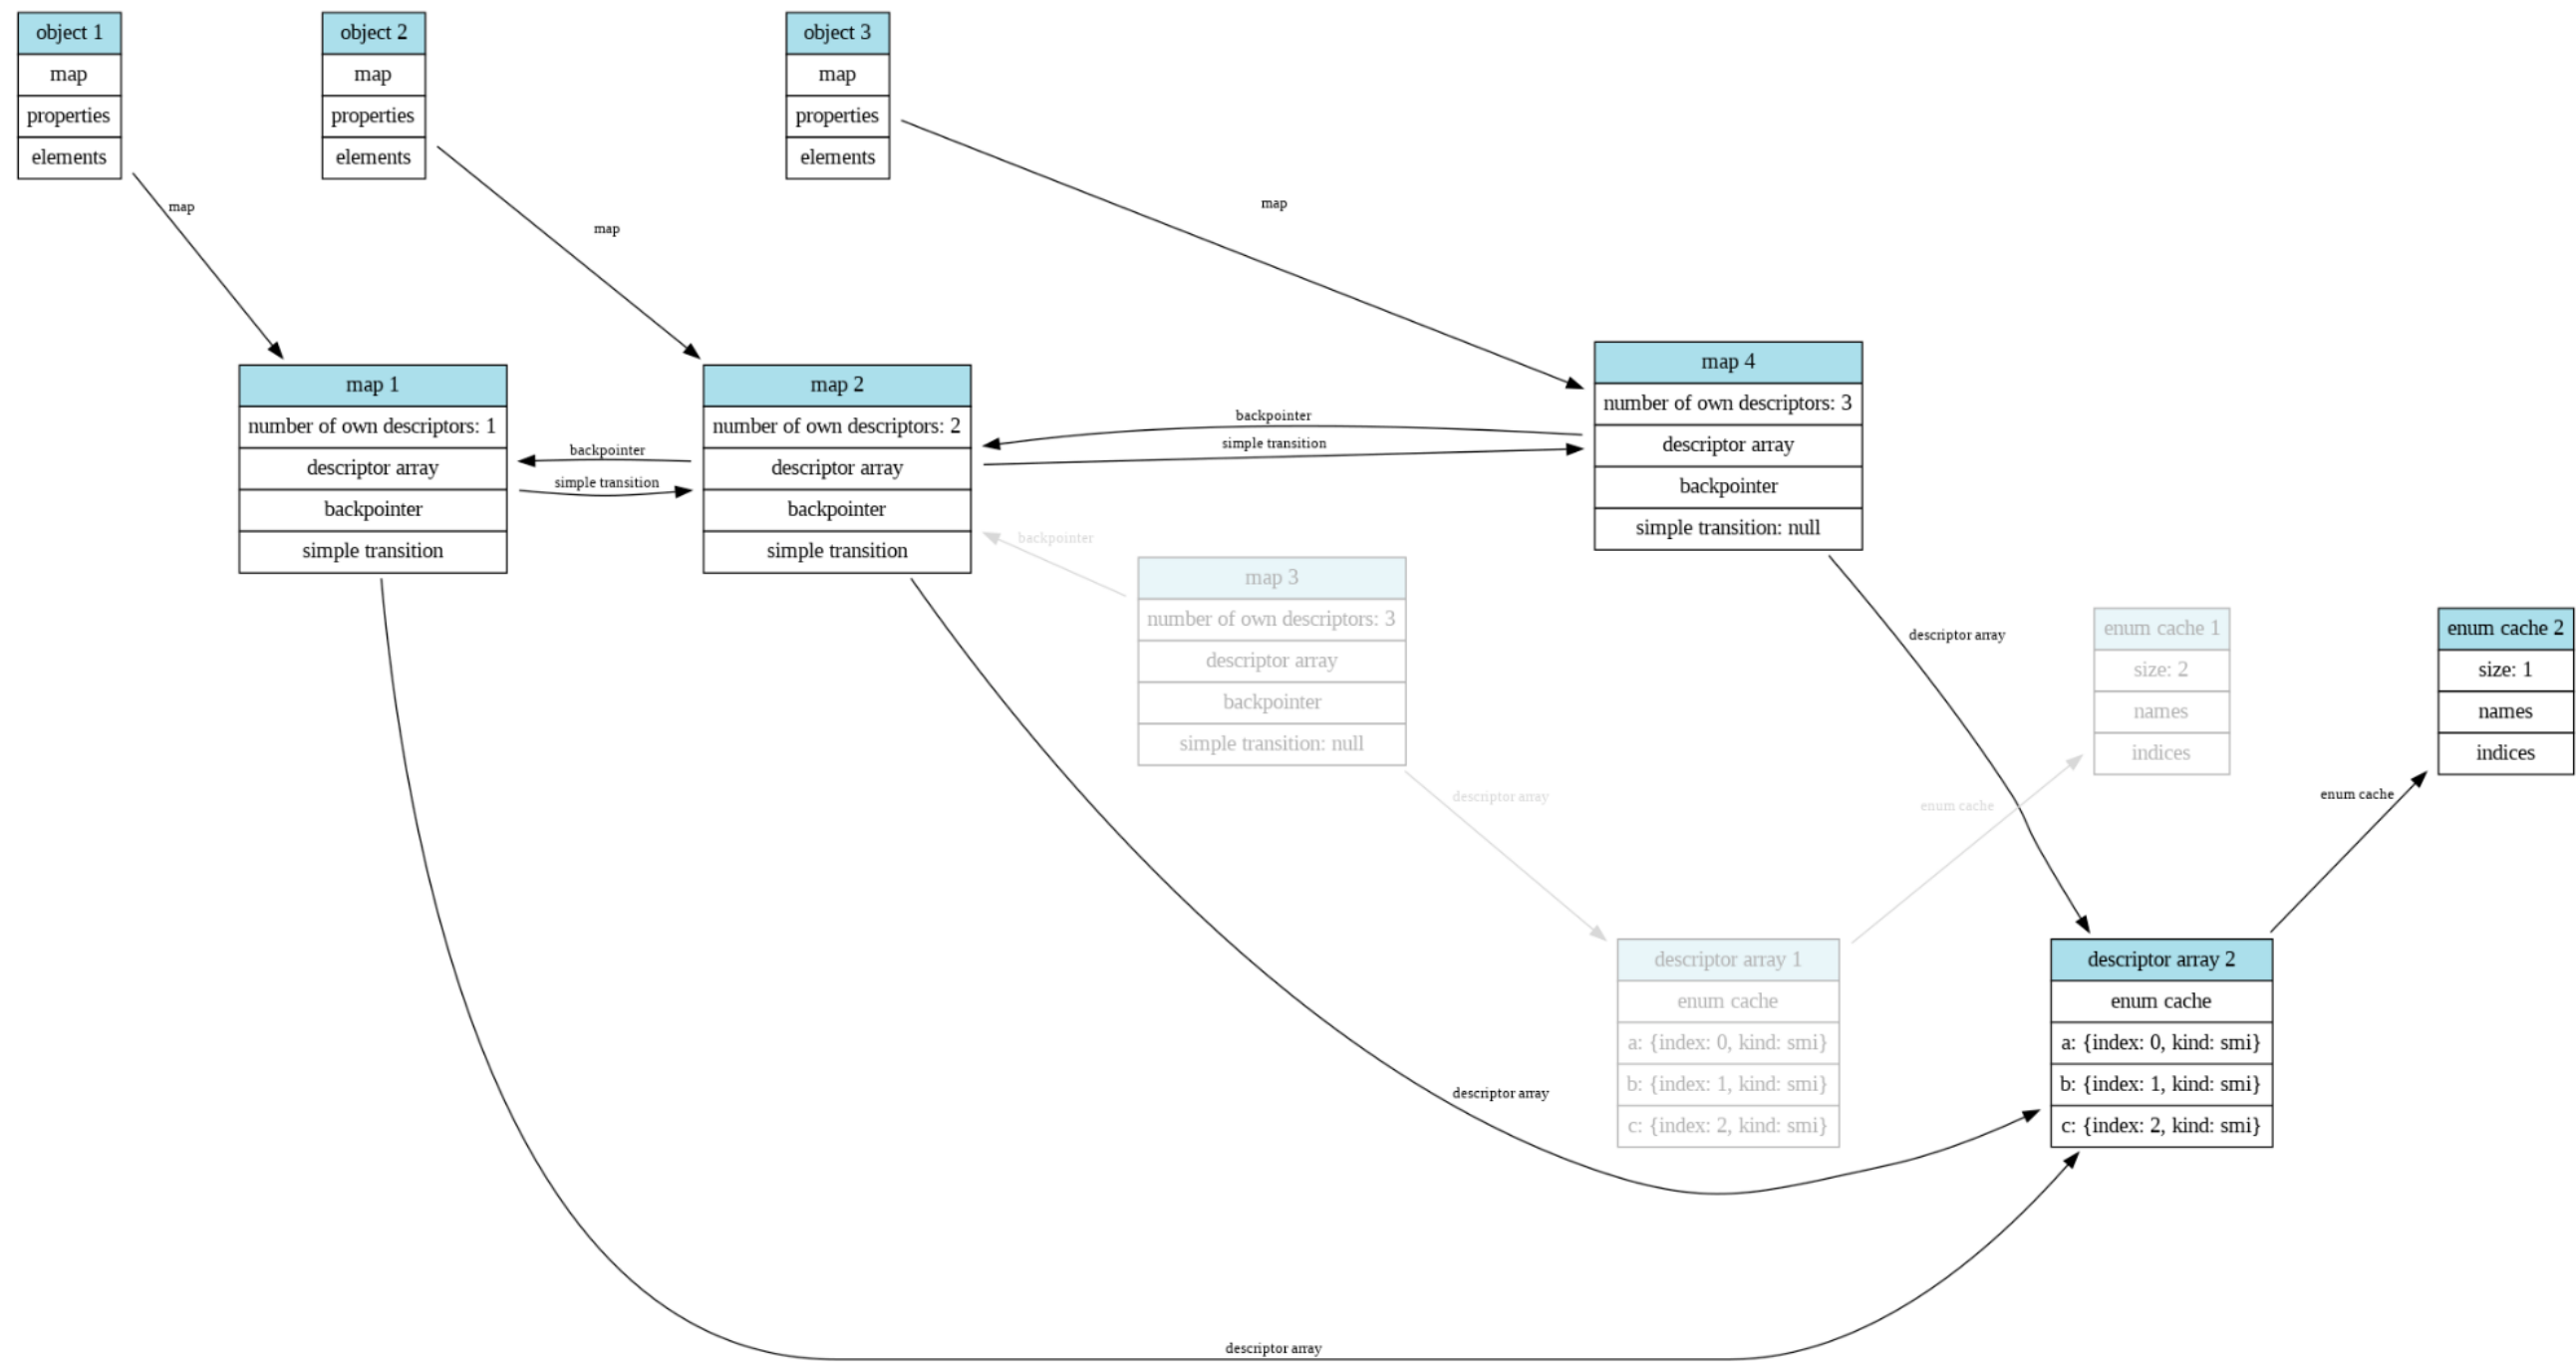 object 1
map
properties
elements
object 2
map
properties
elements
object 3
map
properties
elements
map
map
map
map 1
number of own descriptors: 1
descriptor array
backpointer
simple transition
backpointer
simple transition
map 2
number of own descriptors: 2
descriptor array
backpointer
simple transition
backpointer
simple transition
map 4
number of own descriptors: 3
descriptor array
backpointer
simple transition: null
backpointer
map 3
number of own descriptors: 3
descriptor array
backpointer
simple transition: null
descriptor array
enum cache 1
size: 2
names
indices
enum cache 2
size: 1
names
indices
descriptor array
enum cache
enum cache
descriptor array 1
enum cache
a: {index: 0, kind: smi}
b: {index: 1, kind: smi}
c: {index: 2, kind: smi}
descriptor array 2
enum cache
a: {index: 0, kind: smi}
b: {index: 1, kind: smi}
c: {index: 2, kind: smi}
descriptor array
descriptor array